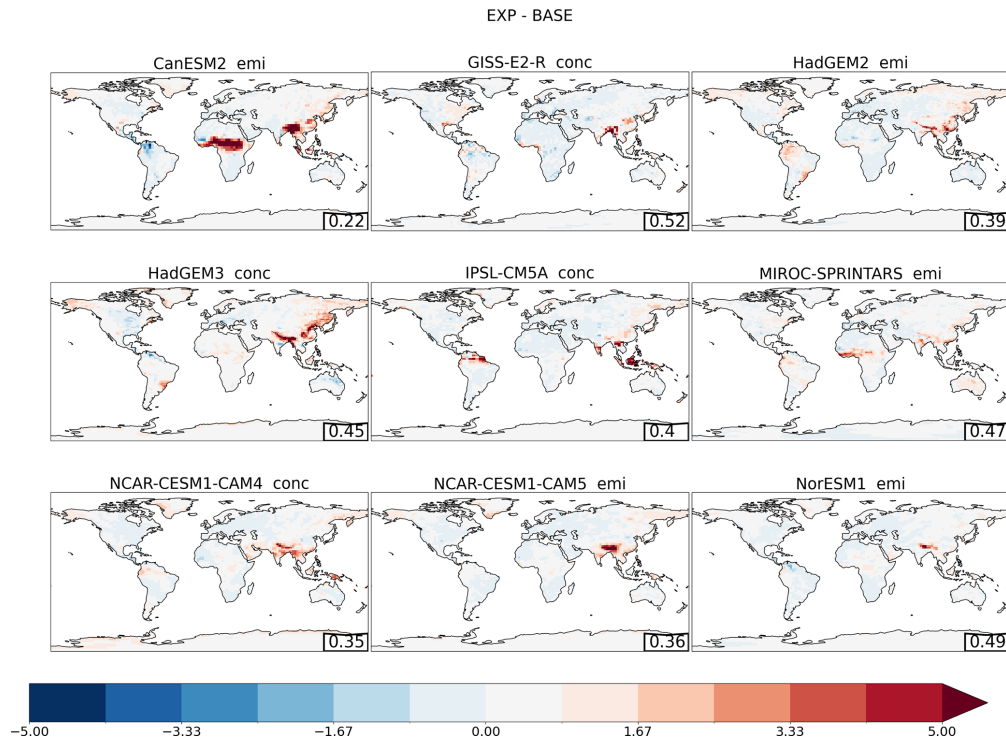 EXP - BASE
CanESM2 emi
GISS-E2-R conc
HadGEM2 emi
0.22
0.52
0.39
HadGEM3 conc
IPSL-CM5A conc
MIROC-SPRINTARS emi
0.45
0.4
0.47
NCAR-CESM1-CAM4 conc
NCAR-CESM1-CAM5 emi
NorESM1 emi
0.35
0.36
0.49
−5.00
−3.33
−1.67
0.00
1.67
3.33
5.00